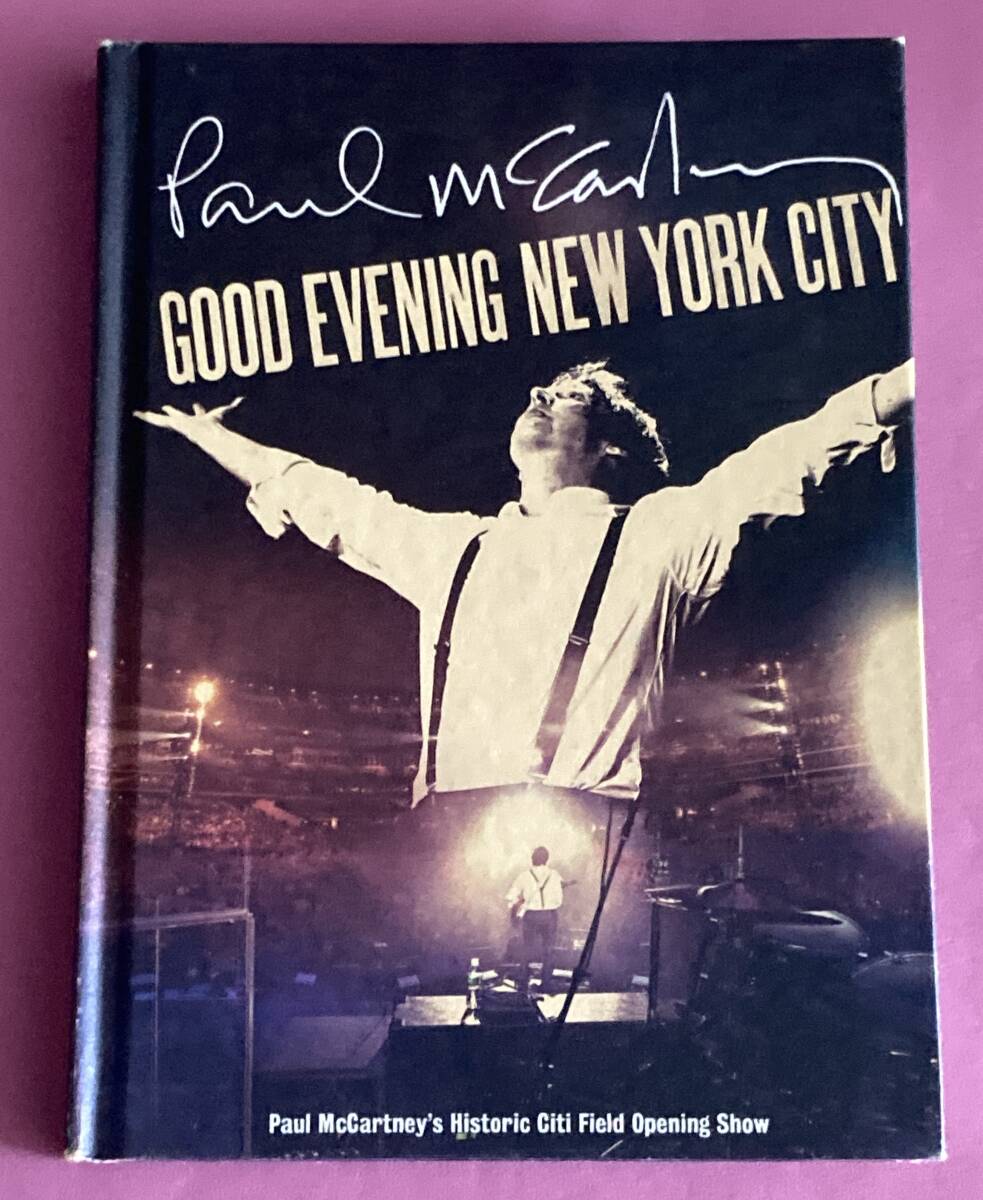 Paul McCartney
GOOD EVENING NEW YORK CITY
Paul McCartney's Historic Citi Field Opening Show